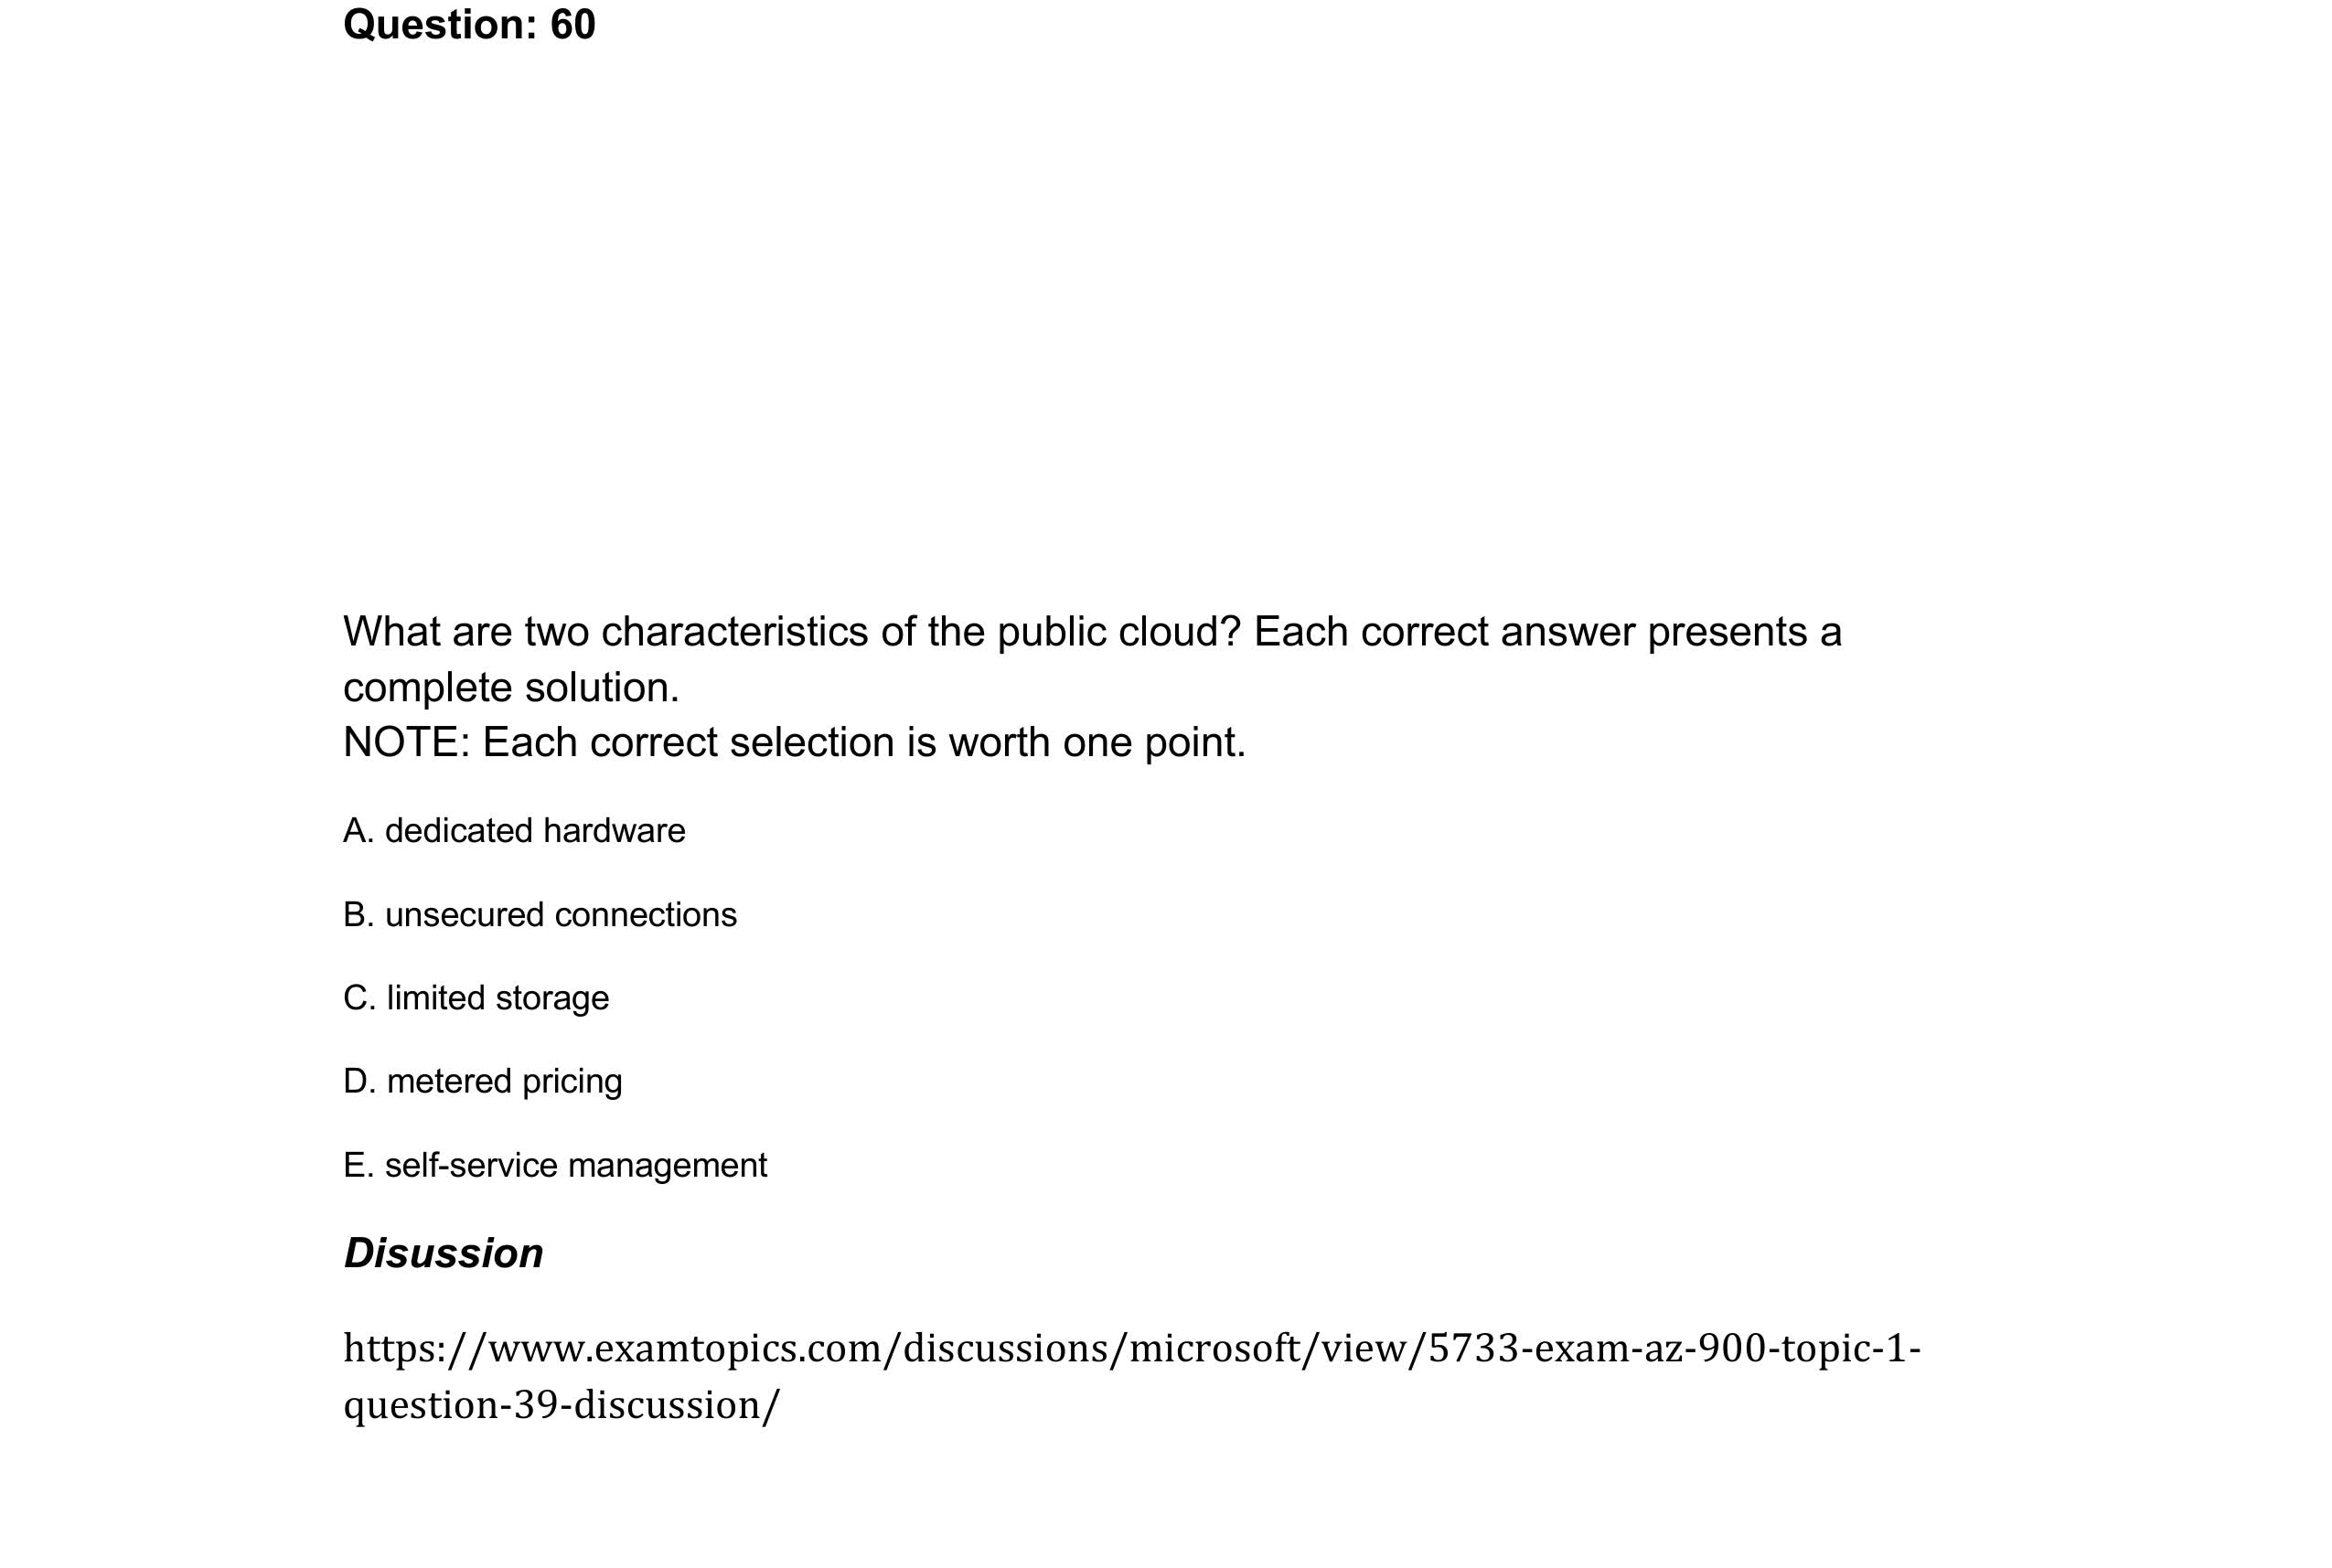 Question: 60
What are two characteristics of the public cloud? Each correct answer presents a
complete solution.
NOTE: Each correct selection is worth one point.
A. dedicated hardware
B. unsecured connections
C. limited storage
D. metered pricing
E. self-service management
Disussion
https://www.examtopics.com/discussions/microsoft/view/5733-exam-az-900-topic-1-
question-39-discussion/